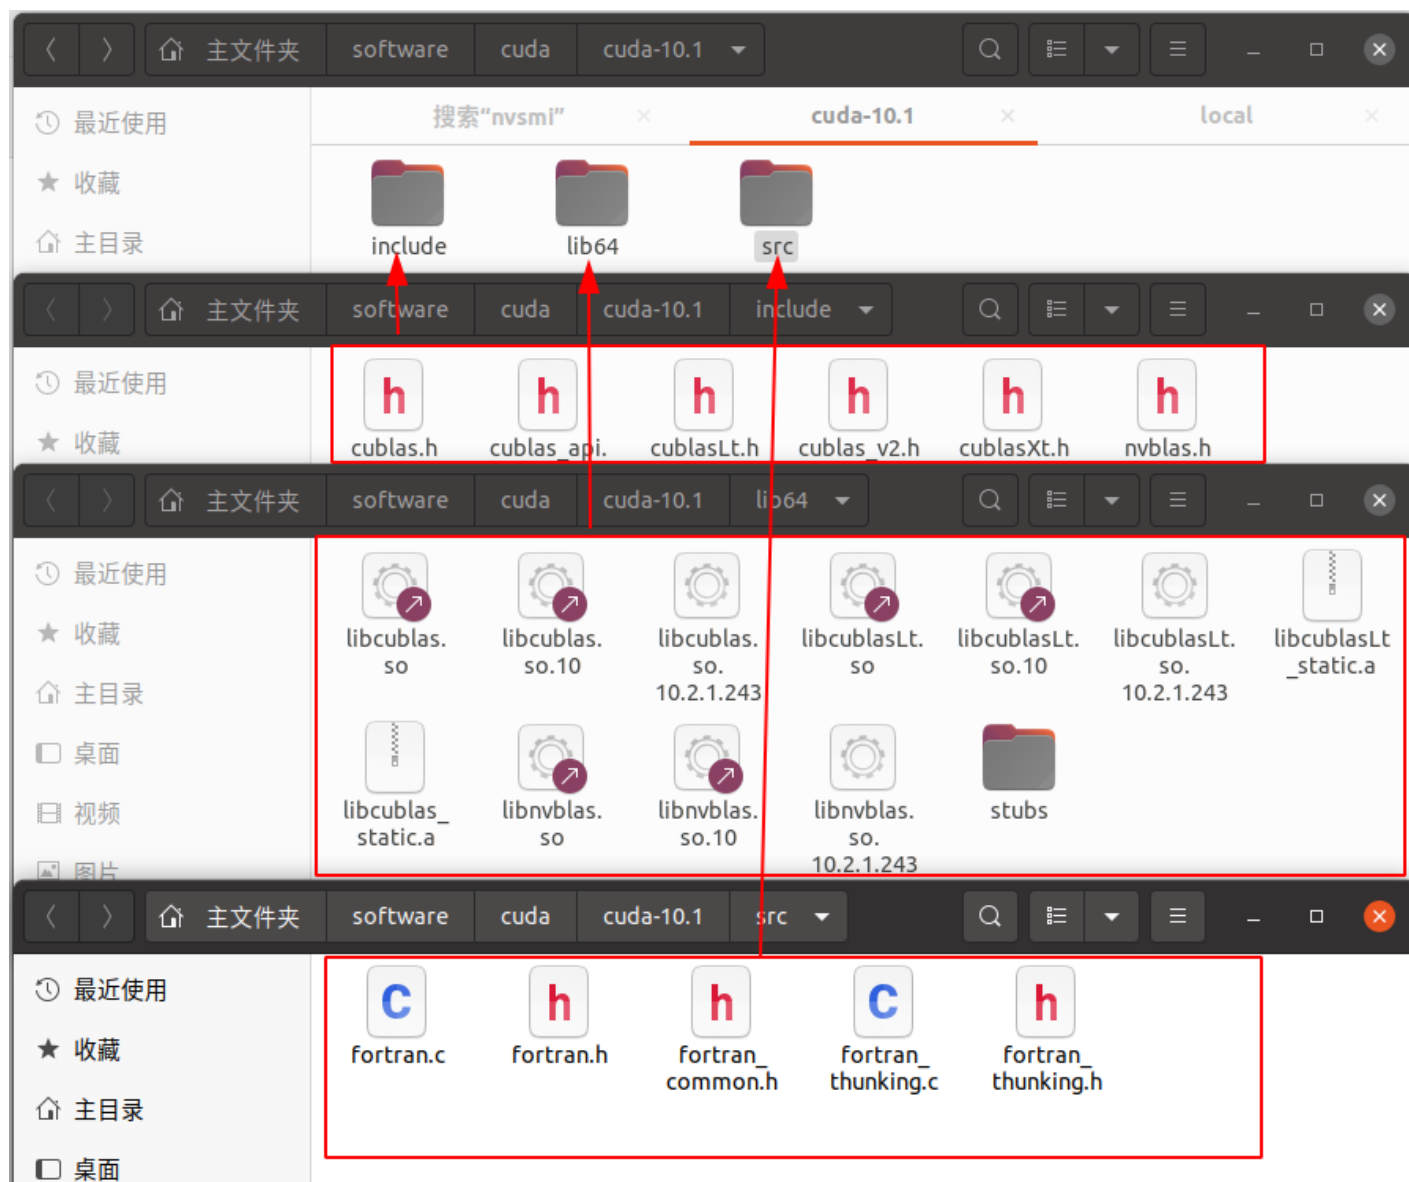 主文件夹 software cuda cuda-10.1
最近使用
收藏
主目录
搜索“nvsmi” cuda-10.1 local
include lib64 src
主文件夹 software cuda cuda-10.1 include
最近使用
收藏
cublas.h cublas_api. cublasLt.h cublas_v2.h cublasXt.h nvblas.h
主文件夹 software cuda cuda-10.1 lib64
最近使用
收藏
主目录
桌面
视频
图片
libcublas. libcublas. libcublas. libcublasLt. libcublasLt. libcublasLt. libcublasLt
so so.10 so. so so.10 so. _static.a
10.2.1.243 10.2.1.243
libcublas_ libnvblas. libnvblas. libnvblas. stubs
static.a so so.10 so.
10.2.1.243
主文件夹 software cuda cuda-10.1 src
最近使用
收藏
主目录
桌面
fortran.c fortran.h fortran_ fortran_ fortran_
common.h thunking.c thunking.h